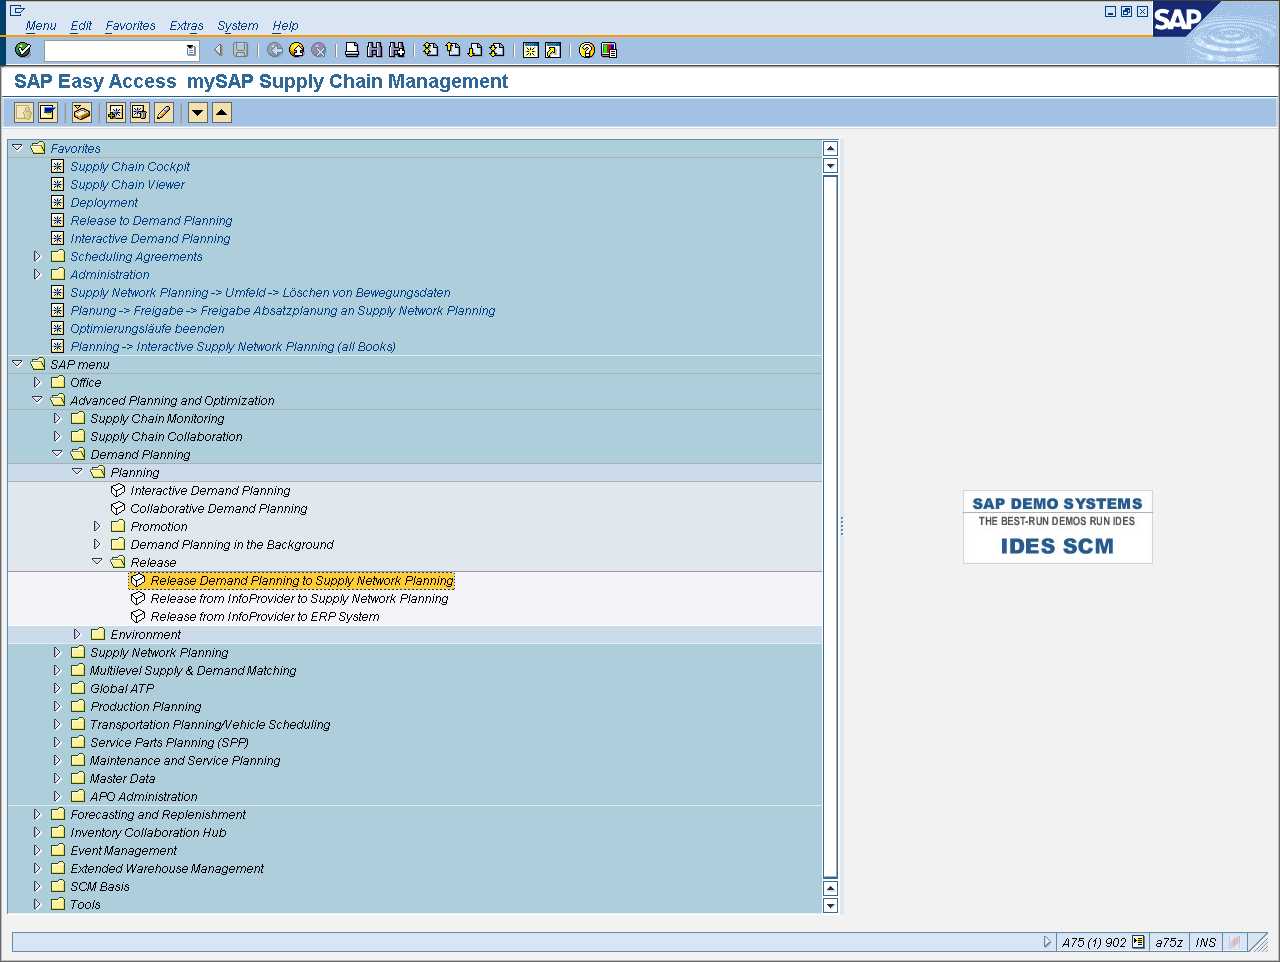 Menu Edit Favorites Extras System Help
SAP
SAP Easy Access mySAP Supply Chain Management
Favorites
Supply Chain Cockpit
Supply Chain Viewer
Deployment
Release to Demand Planning
Interactive Demand Planning
Scheduling Agreements
Administration
Supply Network Planning -> Umfeld -> Löschen von Bewegungsdaten
Planung -> Freigabe -> Freigabe Absatzplanung an Supply Network Planning
Optimierungsläufe beenden
Planning -> Interactive Supply Network Planning (all Books)
SAP menu
Office
Advanced Planning and Optimization
Supply Chain Monitoring
Supply Chain Collaboration
Demand Planning
Planning
Interactive Demand Planning
Collaborative Demand Planning
Promotion
Demand Planning in the Background
Release
Release Demand Planning to Supply Network Planning
Release from InfoProvider to Supply Network Planning
Release from InfoProvider to ERP System
Environment
Supply Network Planning
Multilevel Supply & Demand Matching
Global ATP
Production Planning
Transportation Planning/Vehicle Scheduling
Service Parts Planning (SPP)
Maintenance and Service Planning
Master Data
APO Administration
Forecasting and Replenishment
Inventory Collaboration Hub
Event Management
Extended Warehouse Management
SCM Basis
Tools
SAP DEMO SYSTEMS
THE BEST-RUN DEMOS RUN IDES
IDES SCM
A75 (1) 902 a75z INS